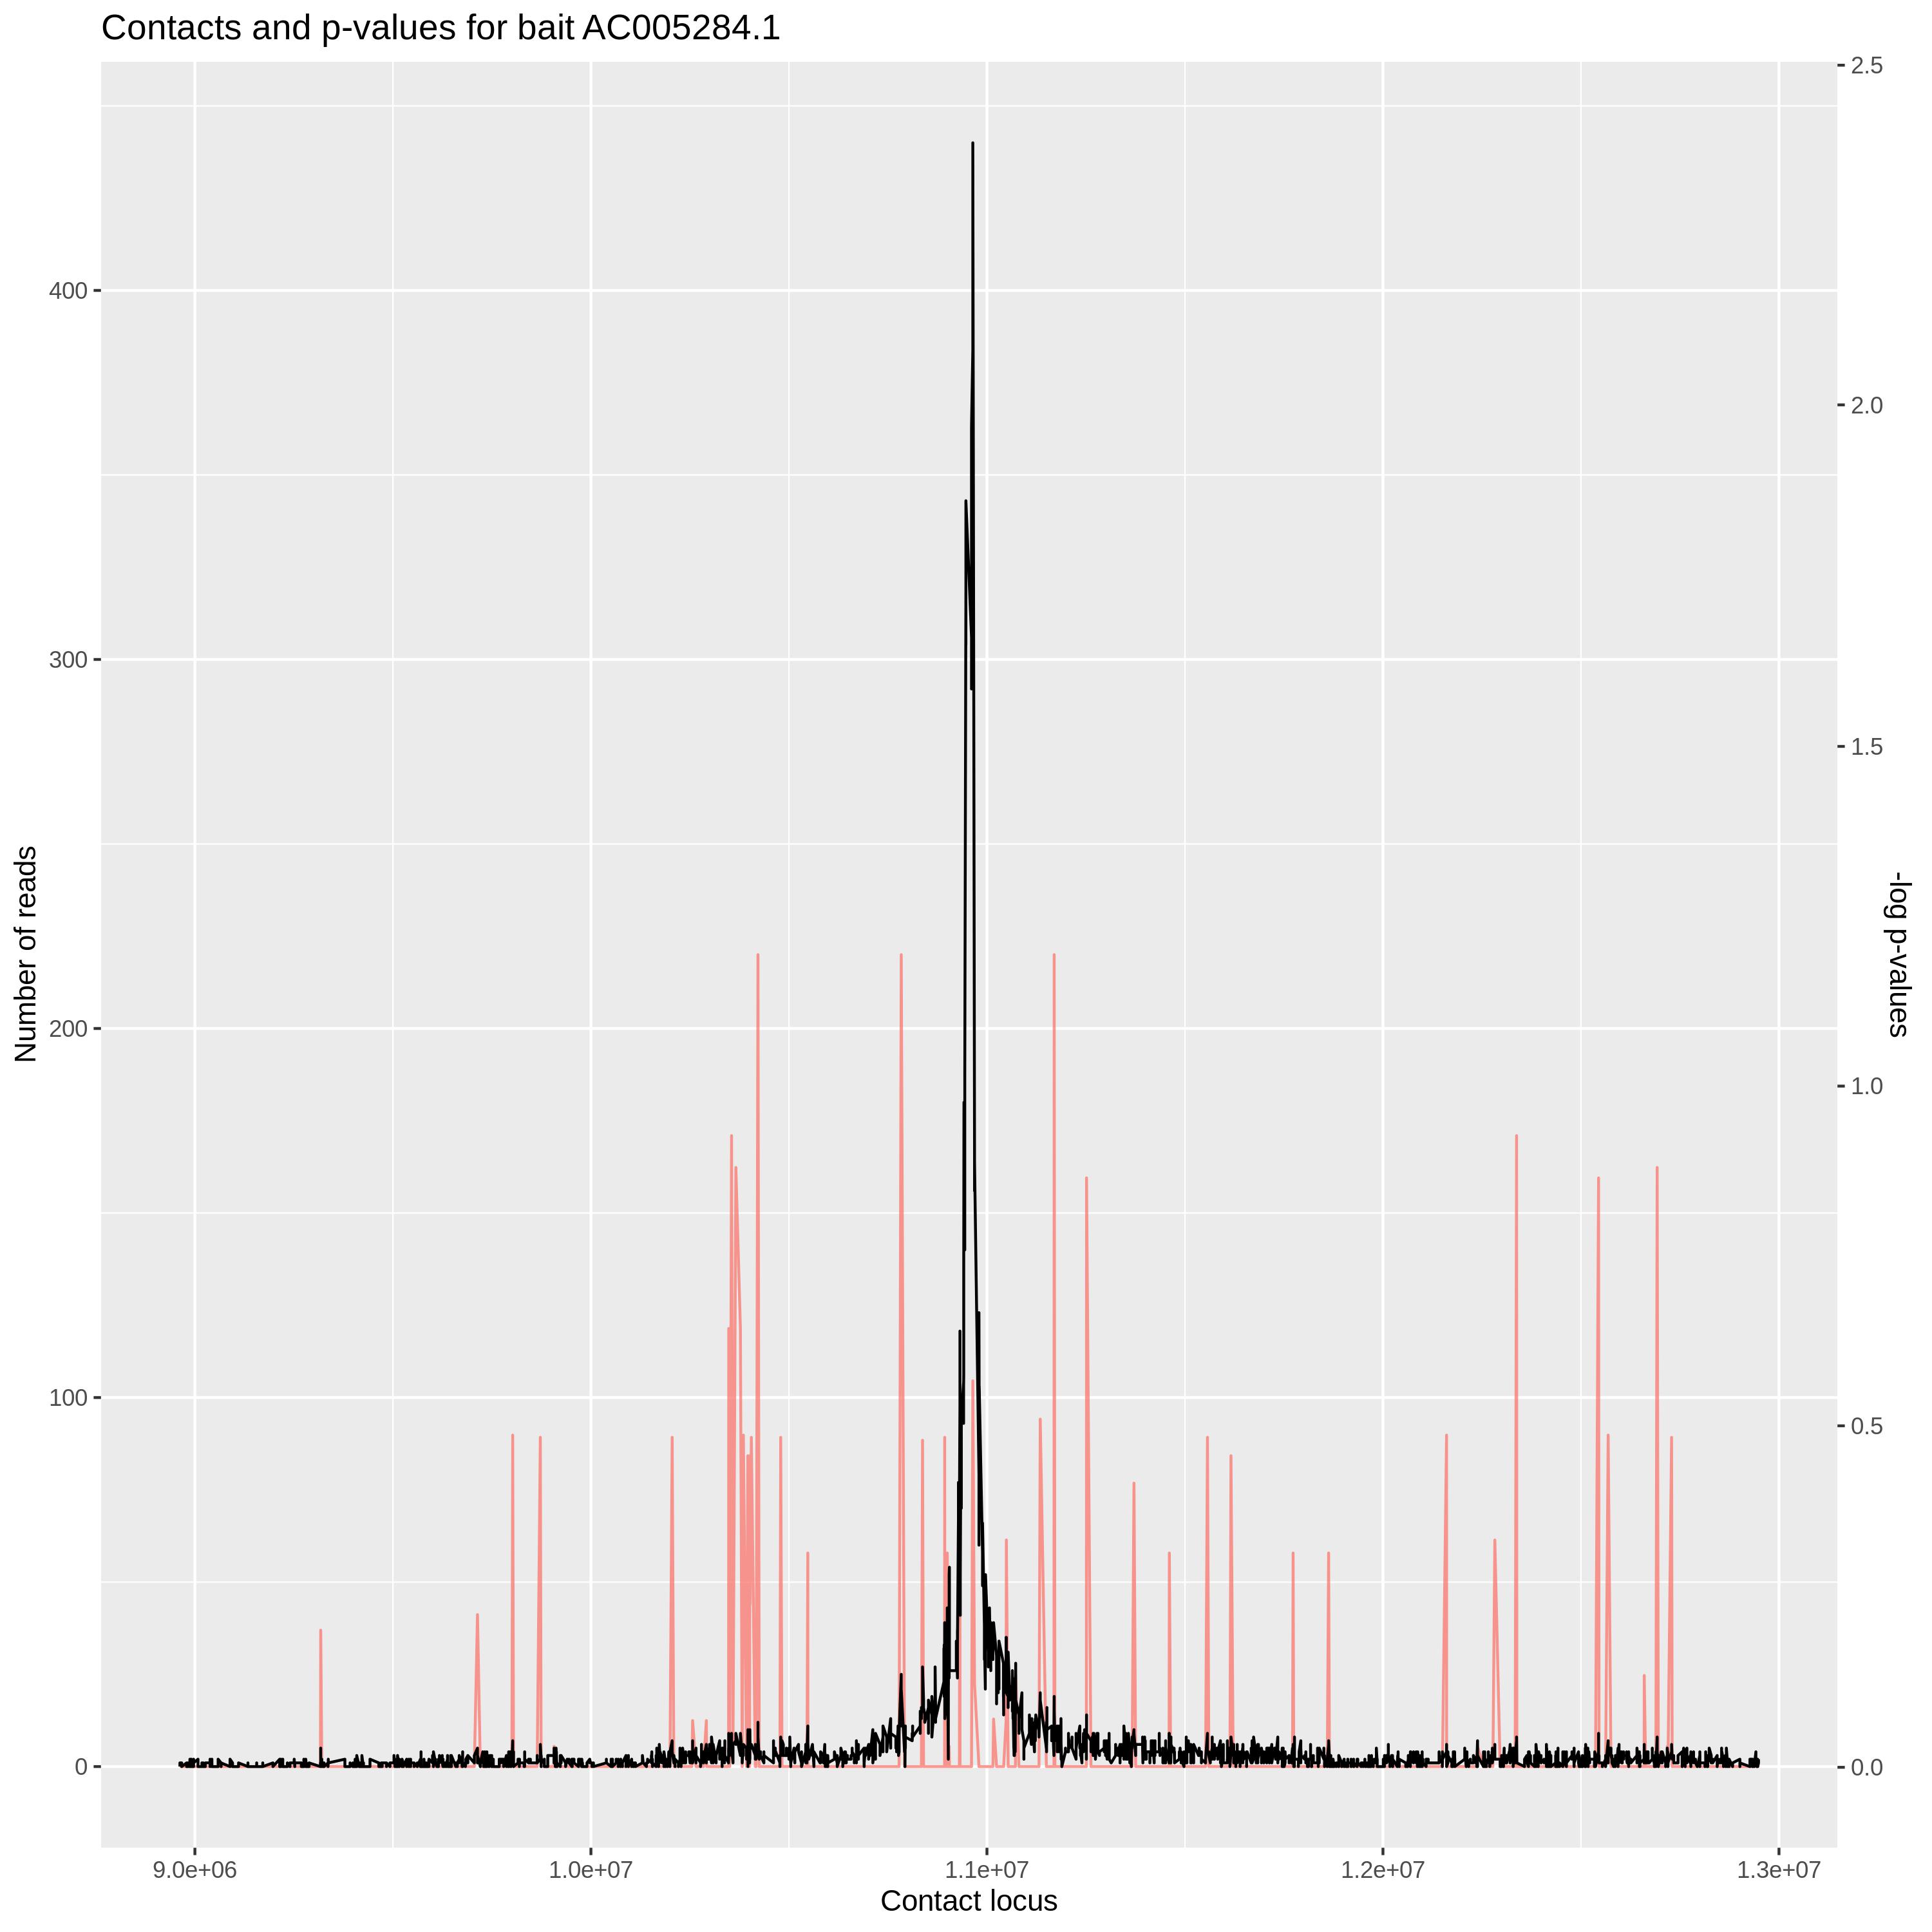 Contacts and p-values for bait AC005284.1
Number of reads
400
300
200
100
0
2.5
2.0
1.5
1.0
0.5
0.0
-log p-values
9.0e+06
1.0e+07
1.1e+07
1.2e+07
1.3e+07
Contact locus